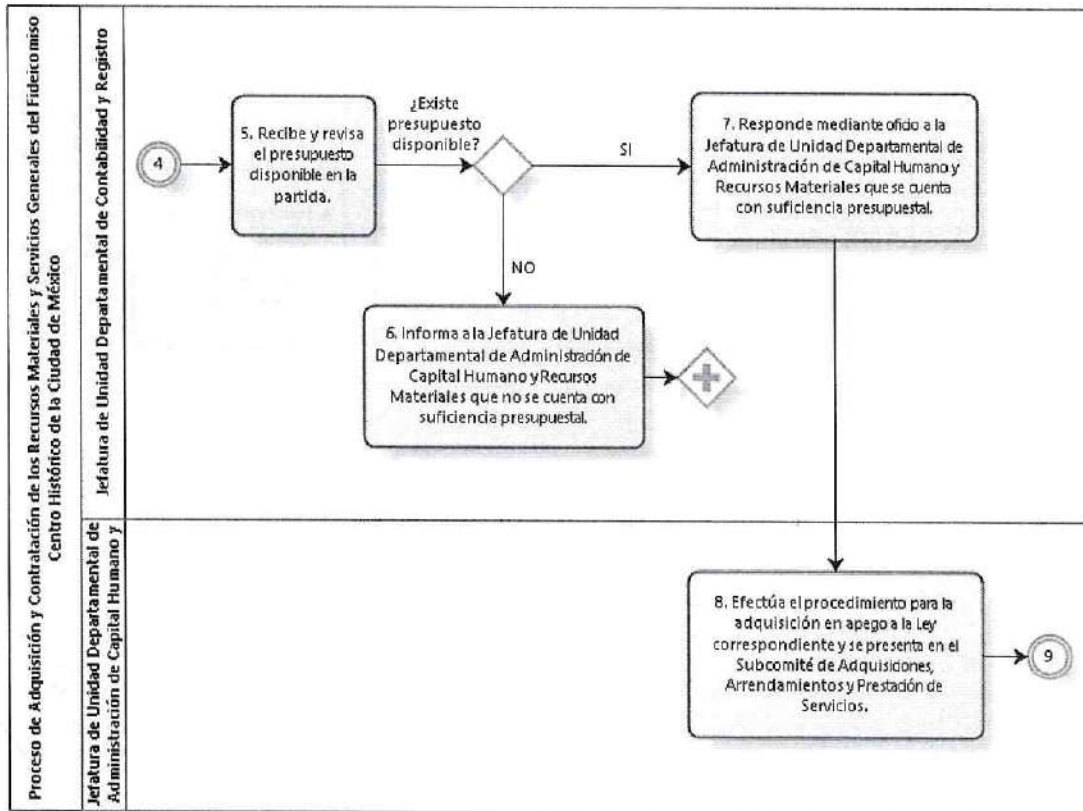 Proceso de Adquisición y Contratación de los Recursos Materiales y Servicios Generales del Fideicomiso
Centro Histórico de la Ciudad de México
Jefatura de Unidad Departamental de Contabilidad y Registro
4
5. Recibe y revisa
el presupuesto
disponible en la
partida.
¿Existe
presupuesto
disponible?
SI
7. Responde mediante oficio a la
Jefatura de Unidad Departamental de
Administración de Capital Humano y
Recursos Materiales que se cuenta
con suficiencia presupuestal.
NO
6. Informa a la Jefatura de Unidad
Departamental de Administración de
Capital Humano y Recursos
Materiales que no se cuenta con
suficiencia presupuestal.
Jefatura de Unidad Departamental de
Administración de Capital Humano y
8. Efectúa el procedimiento para la
adquisición en apego a la Ley
correspondiente y se presenta en el
Subcomité de Adquisiciones,
Arrendamientos y Prestación de
Servicios.
9